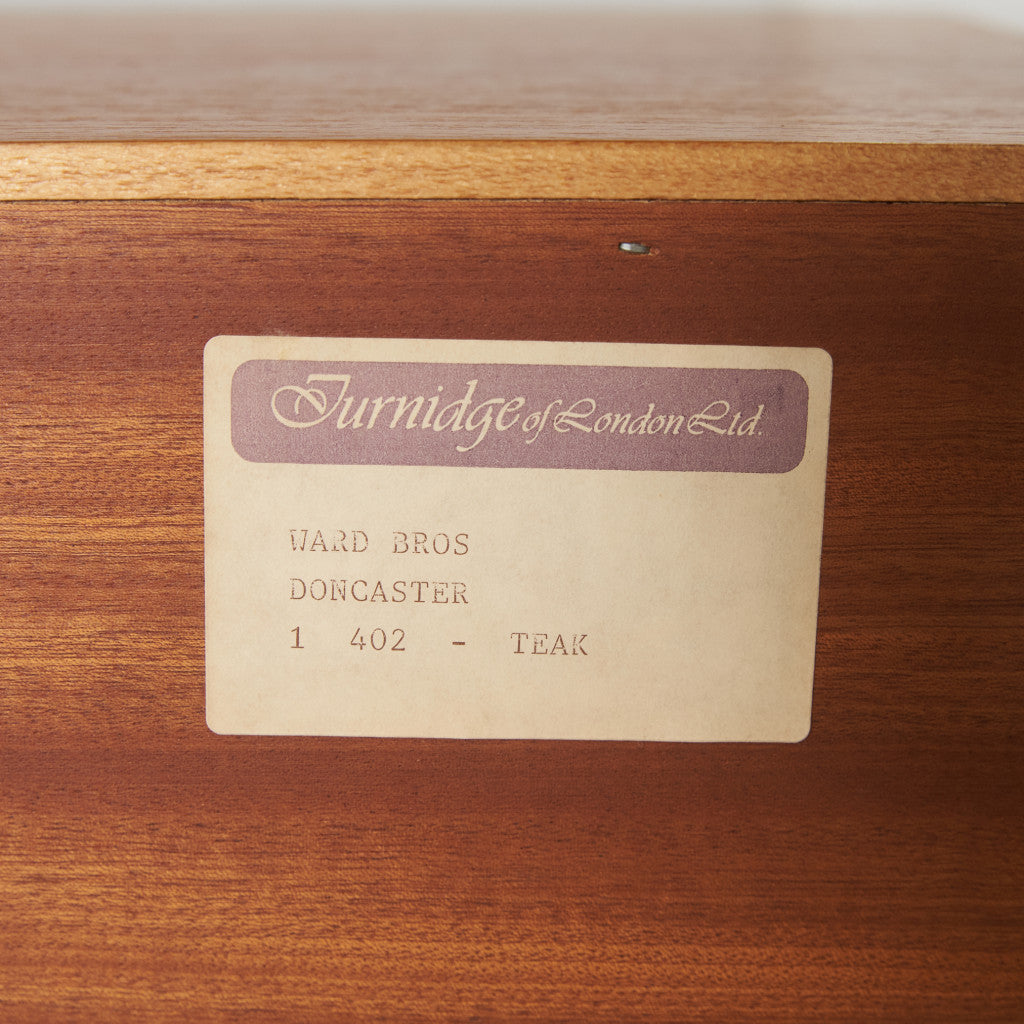 Turnidge of London Ltd.
WARD BROS
DONCASTER
1 402 - TEAK